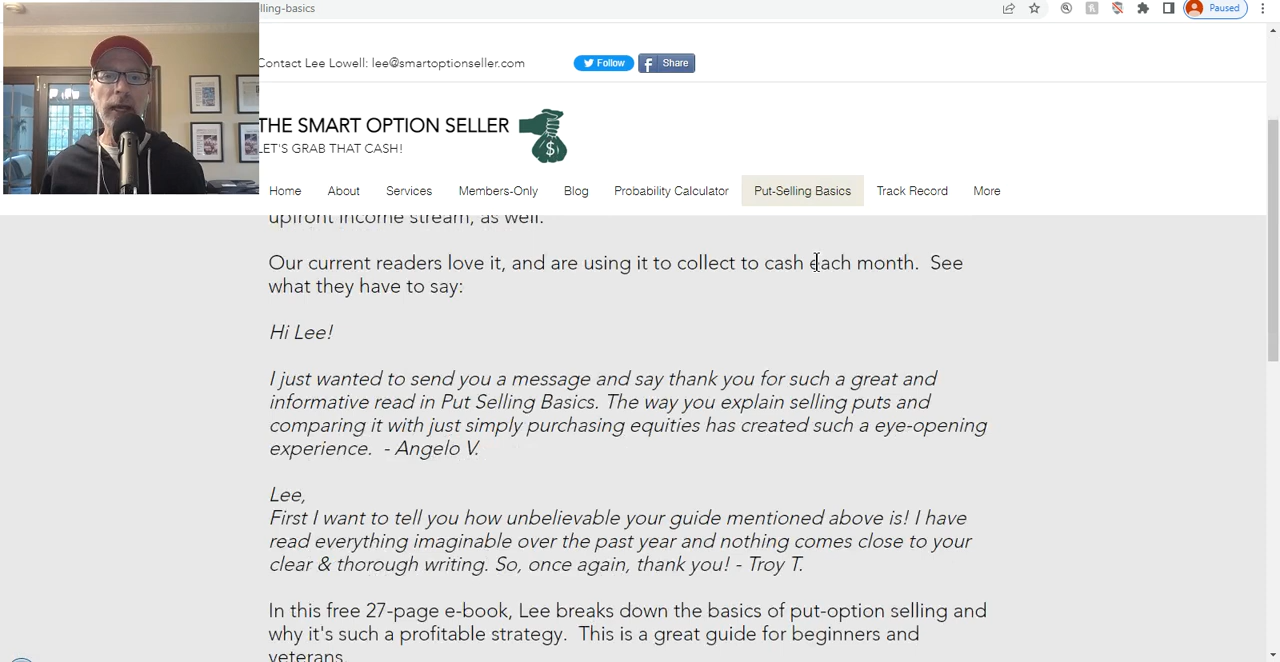 lling-basics
Paused
Contact Lee Lowell: lee@smartoptionseller.com
Follow
Share
THE SMART OPTION SELLER
LET'S GRAB THAT CASH!
$
Home About Services Members-Only Blog Probability Calculator Put-Selling Basics Track Record More
upfront income stream, as well.
Our current readers love it, and are using it to collect to cash each month. See
what they have to say:
Hi Lee!
I just wanted to send you a message and say thank you for such a great and
informative read in Put Selling Basics. The way you explain selling puts and
comparing it with just simply purchasing equities has created such a eye-opening
experience. - Angelo V.
Lee,
First I want to tell you how unbelievable your guide mentioned above is! I have
read everything imaginable over the past year and nothing comes close to your
clear & thorough writing. So, once again, thank you! - Troy T.
In this free 27-page e-book, Lee breaks down the basics of put-option selling and
why it's such a profitable strategy. This is a great guide for beginners and
veterans.